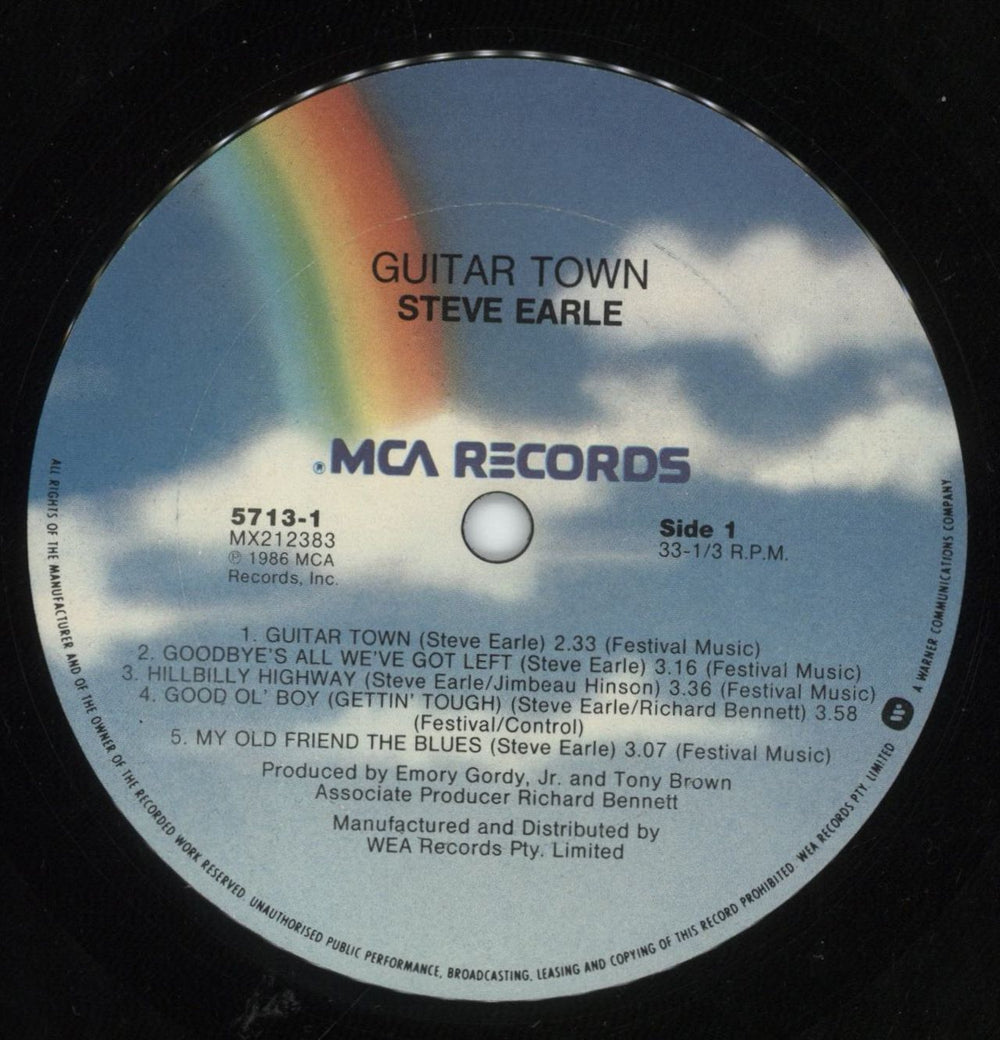 GUITAR TOWN
STEVE EARLE
® MCA RECORDS
5713-1
MX212383
℗ 1986 MCA
Records, Inc.
Side 1
33-1/3 R.P.M.
1. GUITAR TOWN (Steve Earle) 2.33 (Festival Music)
2. GOODBYE'S ALL WE'VE GOT LEFT (Steve Earle) 3.16 (Festival Music)
3. HILLBILLY HIGHWAY (Steve Earle/Jimbeau Hinson) 3.36 (Festival Music)
4. GOOD OL' BOY (GETTIN' TOUGH) (Steve Earle/Richard Bennett) 3.58
(Festival/Control)
5. MY OLD FRIEND THE BLUES (Steve Earle) 3.07 (Festival Music)
Produced by Emory Gordy, Jr. and Tony Brown
Associate Producer Richard Bennett
Manufactured and Distributed by
WEA Records Pty. Limited
ALL RIGHTS OF THE MANUFACTURER AND OF THE OWNER OF THE RECORDED WORK RESERVED. UNAUTHORISED PUBLIC PERFORMANCE, BROADCASTING, LEASING AND COPYING OF THIS RECORD PROHIBITED. WEA RECORDS PTY. LIMITED A WARNER COMMUNICATIONS COMPANY.